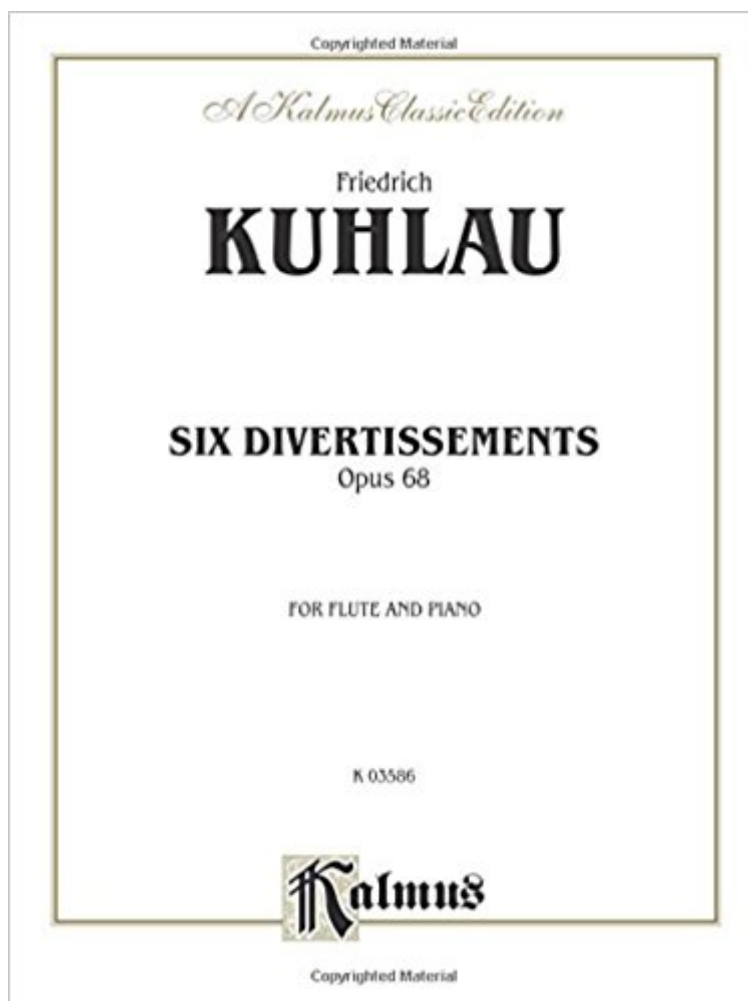 Copyrighted Material
A Kalmus Classic Edition
Friedrich
KUHLAU
SIX DIVERTISSEMENTS
Opus 68
FOR FLUTE AND PIANO
K 03586
Kalmus
Copyrighted Material